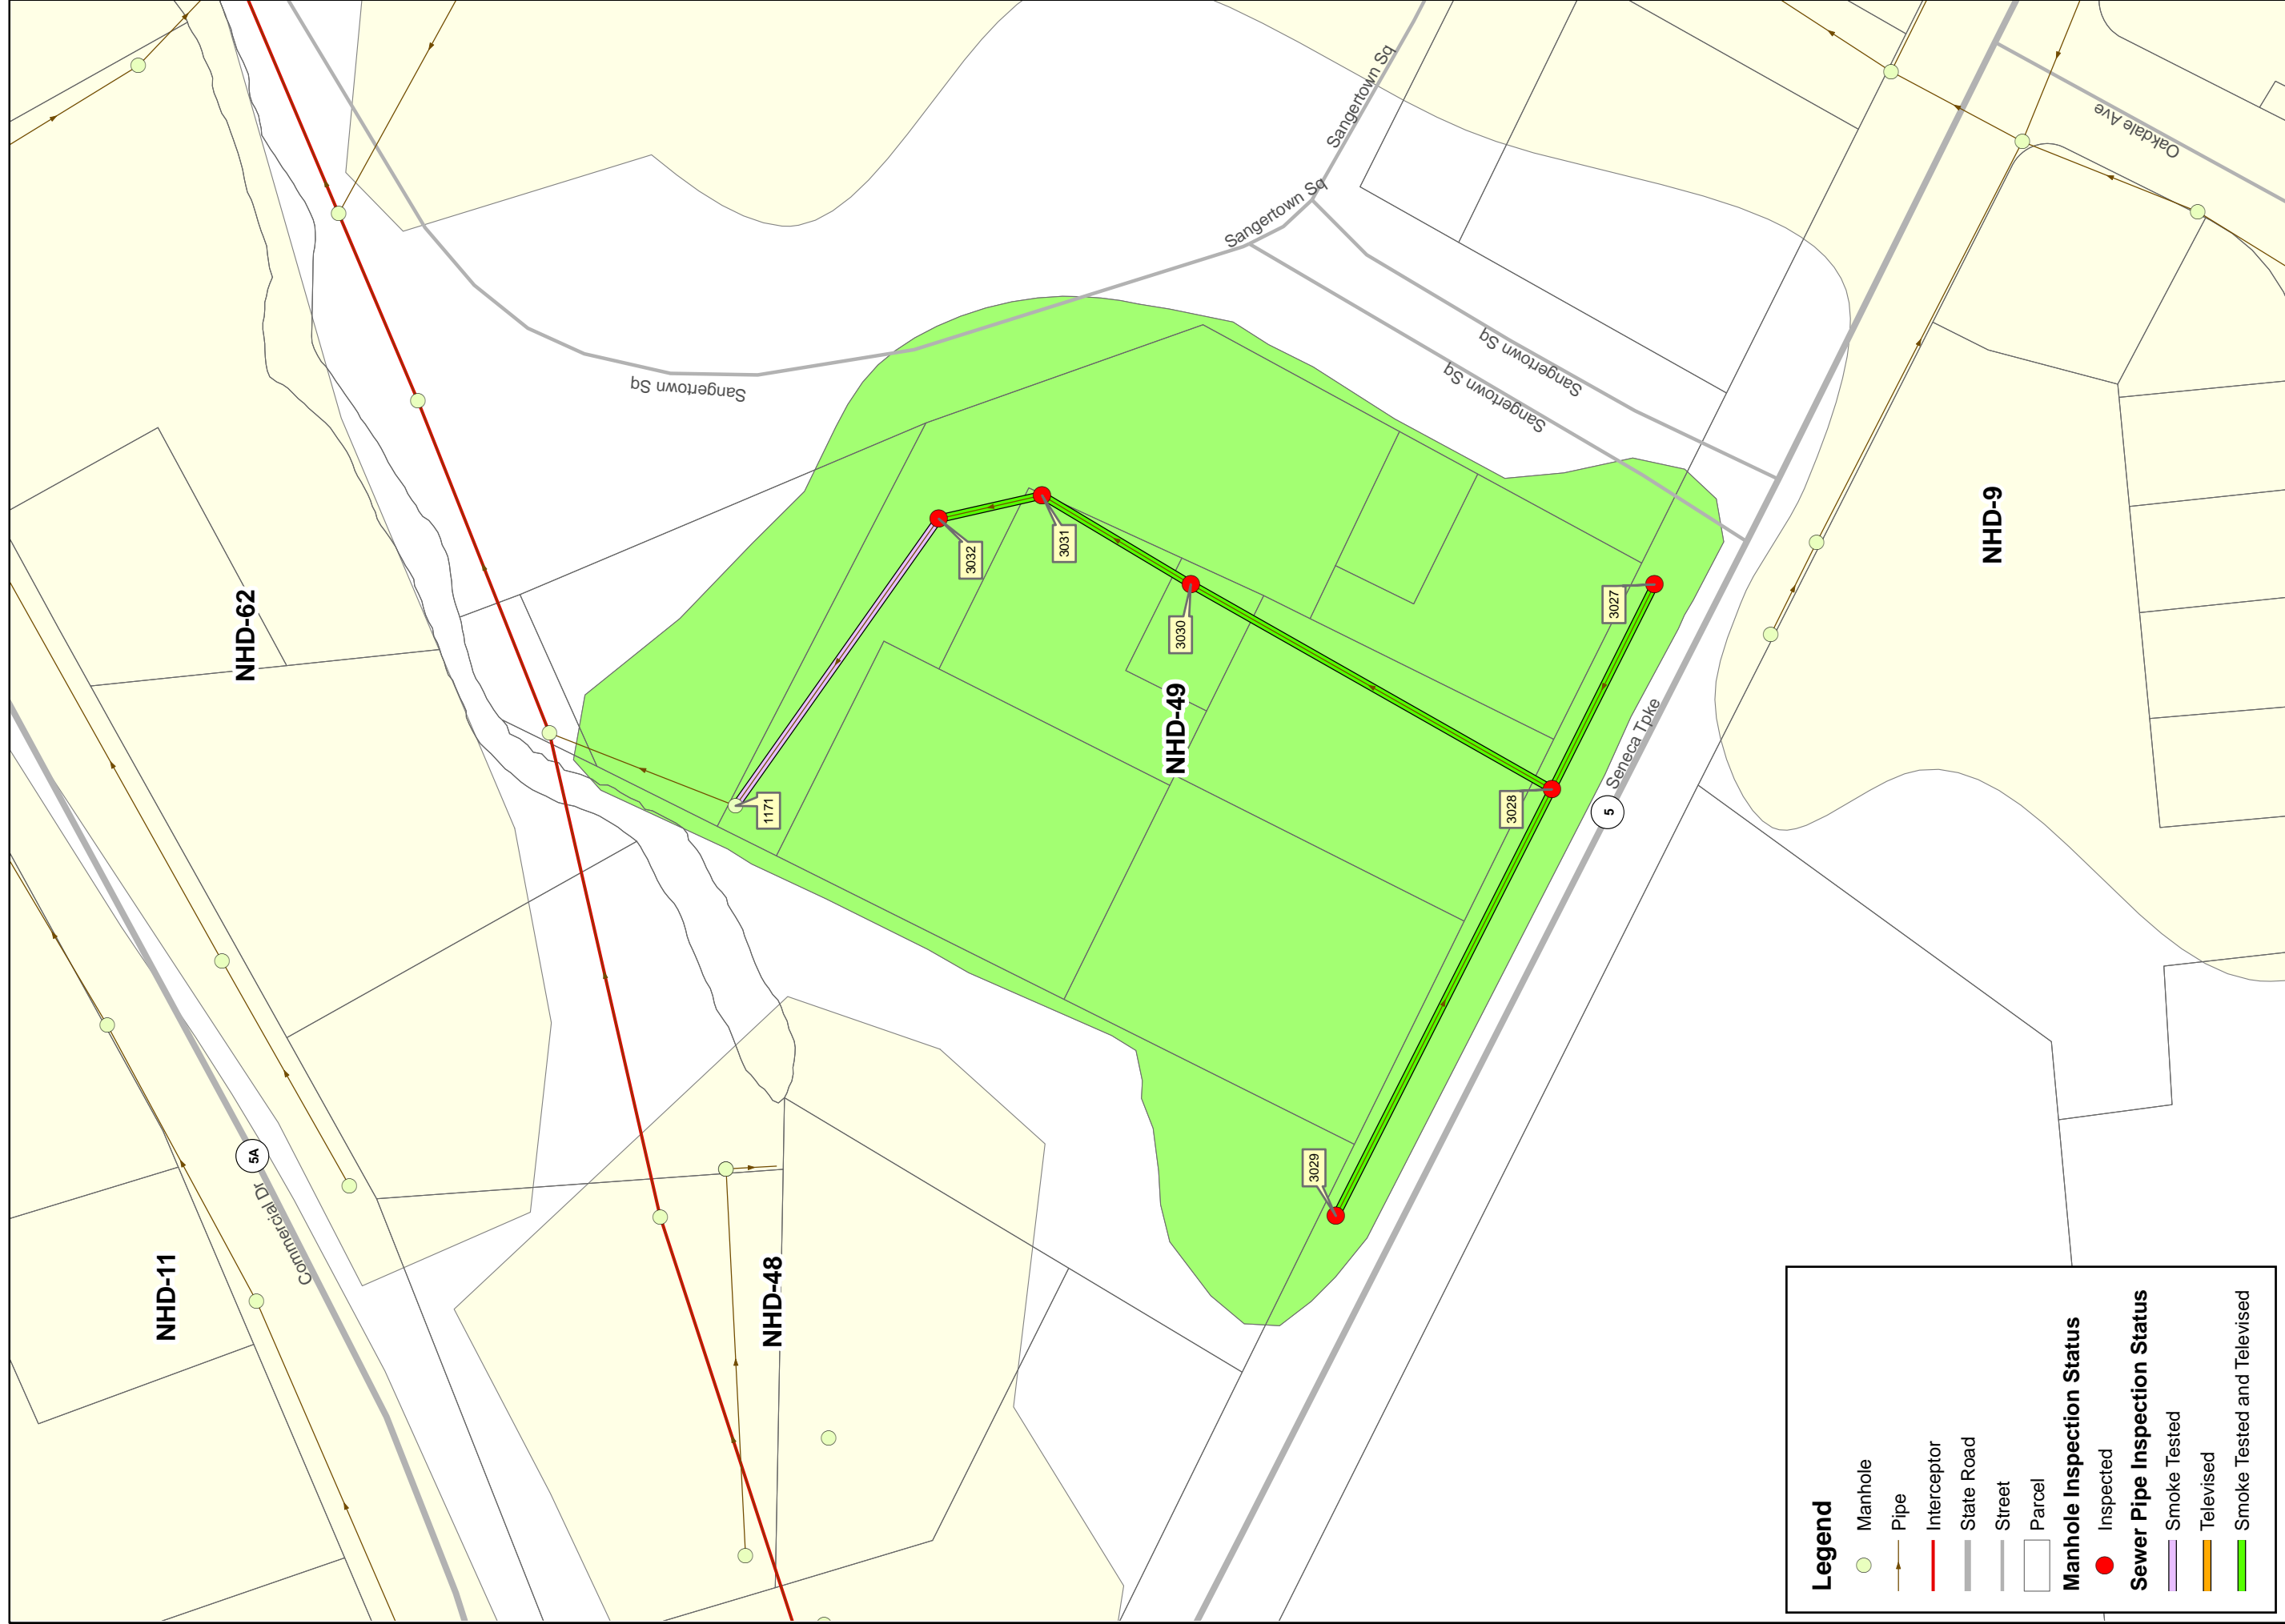 NHD-62
NHD-11
5A
Commercial Dr
NHD-48
Sangertown Sq
Sangertown Sq
Sangertown Sq
Sangertown Sq
Sangertown Sq
Oakdale Ave
NHD-9
NHD-49
3032
3031
3030
3027
1171
3028
3029
Seneca Tpke
5
Legend
Manhole
Pipe
Interceptor
State Road
Street
Parcel
Manhole Inspection Status
Inspected
Sewer Pipe Inspection Status
Smoke Tested
Televised
Smoke Tested and Televised